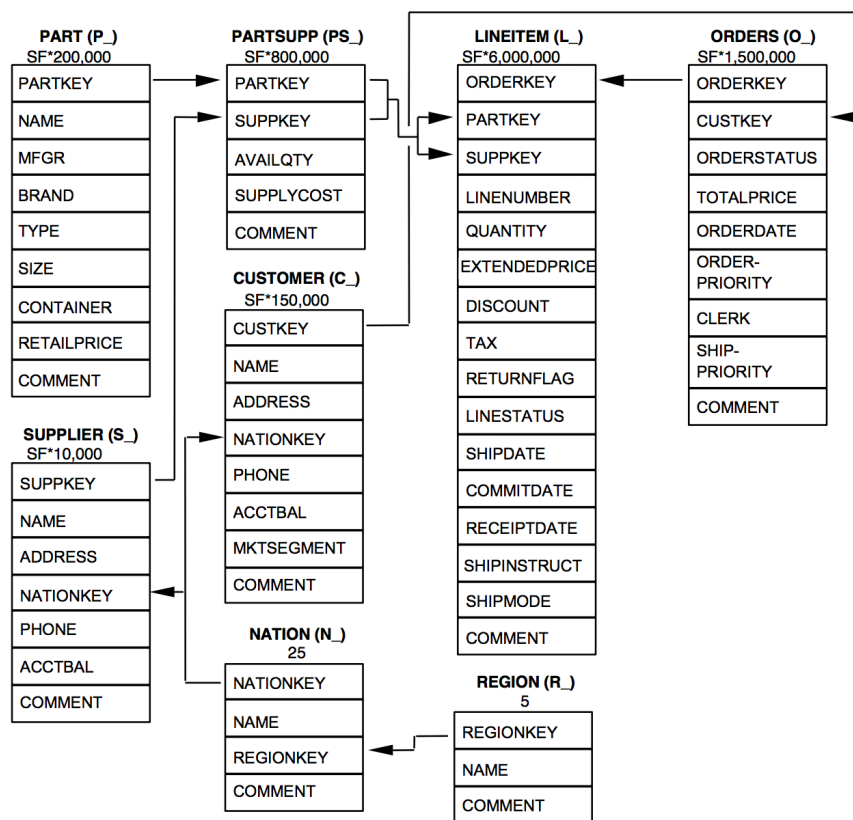 PART (P_)
SF*200,000
PARTKEY
NAME
MFGR
BRAND
TYPE
SIZE
CONTAINER
RETAILPRICE
COMMENT
SUPPLIER (S_)
SF*10,000
SUPPKEY
NAME
ADDRESS
NATIONKEY
PHONE
ACCTBAL
COMMENT
PARTSUPP (PS_)
SF*800,000
PARTKEY
SUPPKEY
AVAILQTY
SUPPLYCOST
COMMENT
CUSTOMER (C_)
SF*150,000
CUSTKEY
NAME
ADDRESS
NATIONKEY
PHONE
ACCTBAL
MKTSEGMENT
COMMENT
NATION (N_)
25
NATIONKEY
NAME
REGIONKEY
COMMENT
LINEITEM (L_)
SF*6,000,000
ORDERKEY
PARTKEY
SUPPKEY
LINENUMBER
QUANTITY
EXTENDEDPRICE
DISCOUNT
TAX
RETURNFLAG
LINESTATUS
SHIPDATE
COMMITDATE
RECEIPTDATE
SHIPINSTRUCT
SHIPMODE
COMMENT
REGION (R_)
5
REGIONKEY
NAME
COMMENT
ORDERS (O_)
SF*1,500,000
ORDERKEY
CUSTKEY
ORDERSTATUS
TOTALPRICE
ORDERDATE
ORDER-
PRIORITY
CLERK
SHIP-
PRIORITY
COMMENT